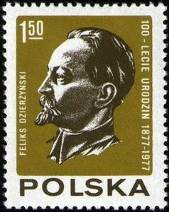 1.50
FELIKS DZIERŻYŃSKI
100-LECIE URODZIN 1877-1977
POLSKA